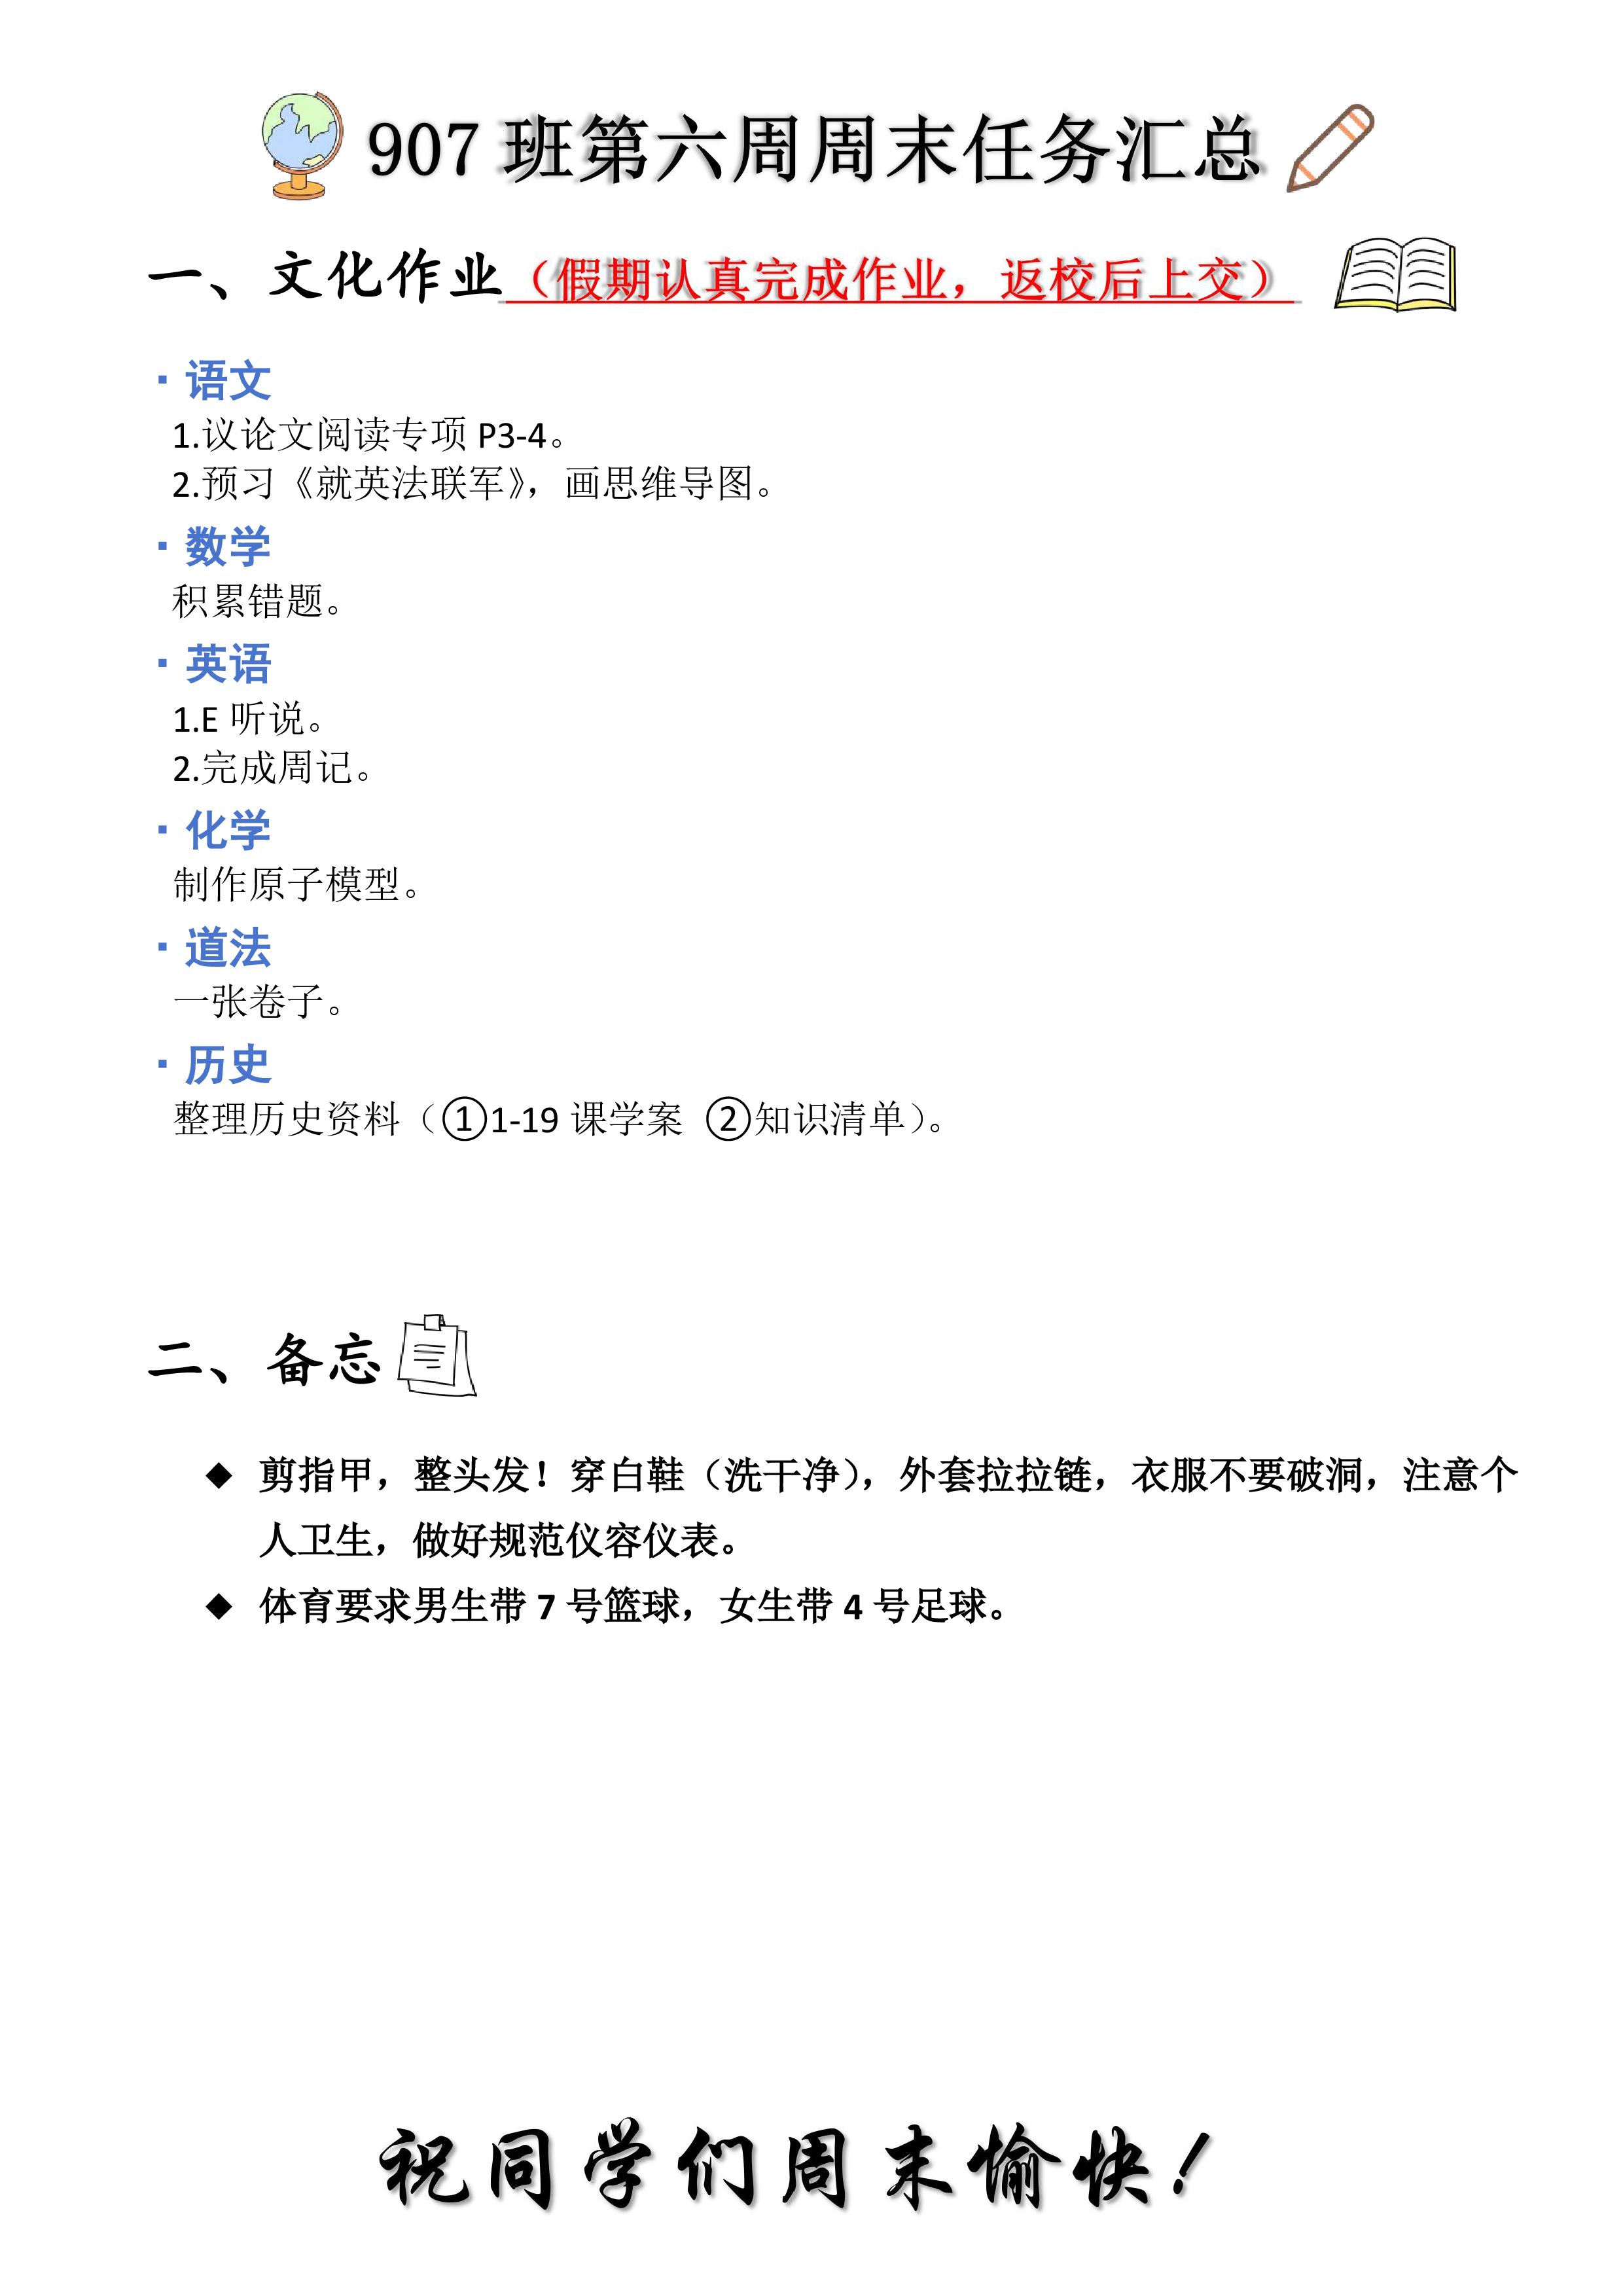 907 班第六周周末任务汇总
一、文化作业（假期认真完成作业，返校后上交）
· 语文
1.议论文阅读专项 P3-4。
2.预习《就英法联军》，画思维导图。
· 数学
积累错题。
· 英语
1.E 听说。
2.完成周记。
· 化学
制作原子模型。
· 道法
一张卷子。
· 历史
整理历史资料（①1-19 课学案 ②知识清单）。
二、备忘
◆ 剪指甲，整头发！穿白鞋（洗干净），外套拉拉链，衣服不要破洞，注意个
人卫生，做好规范仪容仪表。
◆ 体育要求男生带 7 号篮球，女生带 4 号足球。
祝同学们周末愉快！